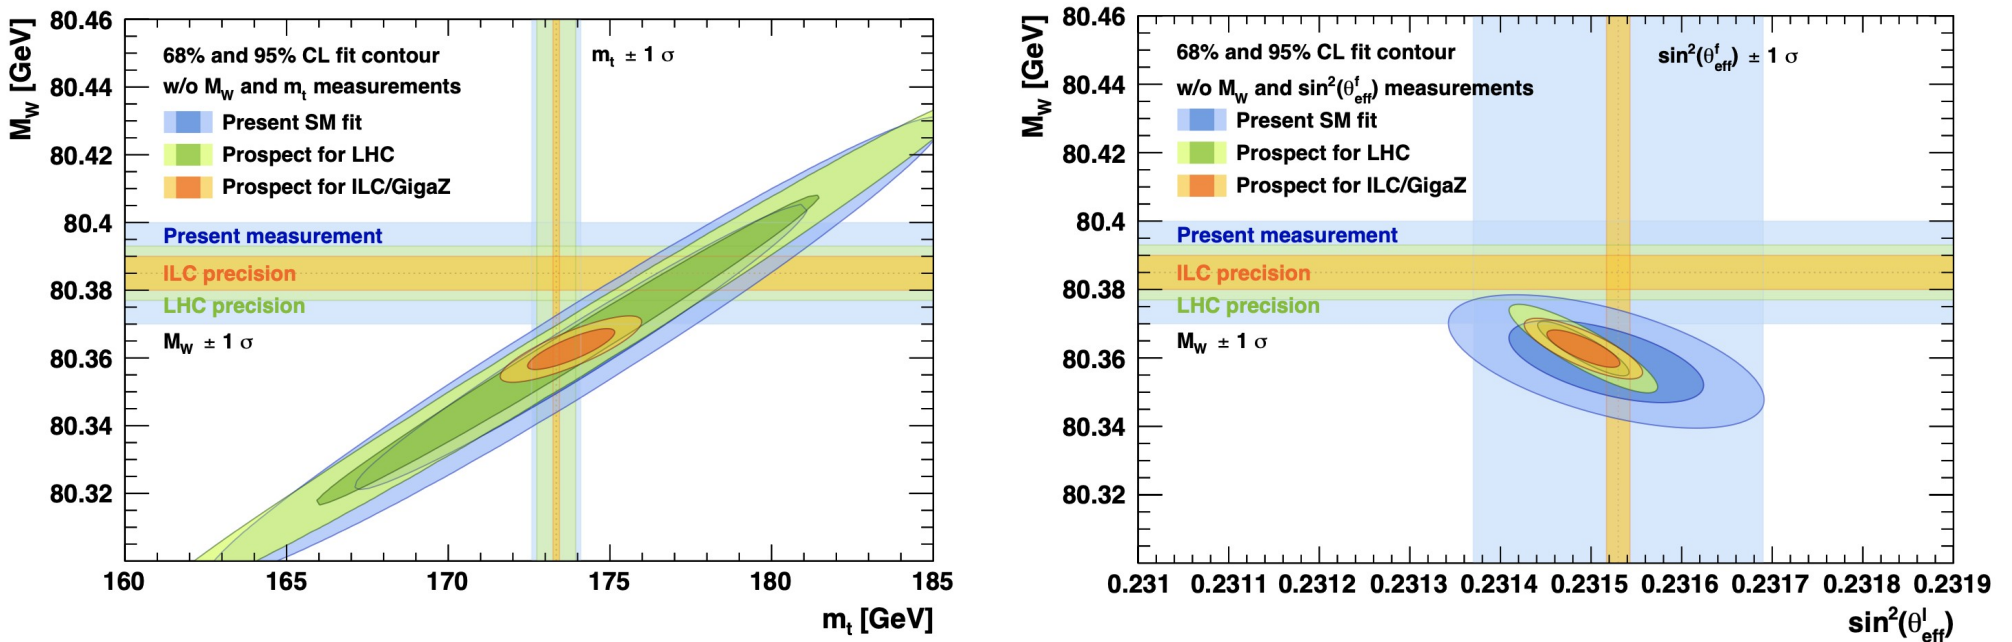 M_W [GeV]
80.46
80.44
80.42
80.4
80.38
80.36
80.34
80.32
68% and 95% CL fit contour
w/o M_W and m_t measurements
Present SM fit
Prospect for LHC
Prospect for ILC/GigaZ
m_t ± 1 σ
Present measurement
ILC precision
LHC precision
M_W ± 1 σ
160 165 170 175 180 185
m_t [GeV]
M_W [GeV]
80.46
80.44
80.42
80.4
80.38
80.36
80.34
80.32
68% and 95% CL fit contour
w/o M_W and sin²(θ^f_eff) measurements
Present SM fit
Prospect for LHC
Prospect for ILC/GigaZ
sin²(θ^f_eff) ± 1 σ
Present measurement
ILC precision
LHC precision
M_W ± 1 σ
0.231 0.2311 0.2312 0.2313 0.2314 0.2315 0.2316 0.2317 0.2318 0.2319
sin²(θ^l_eff)